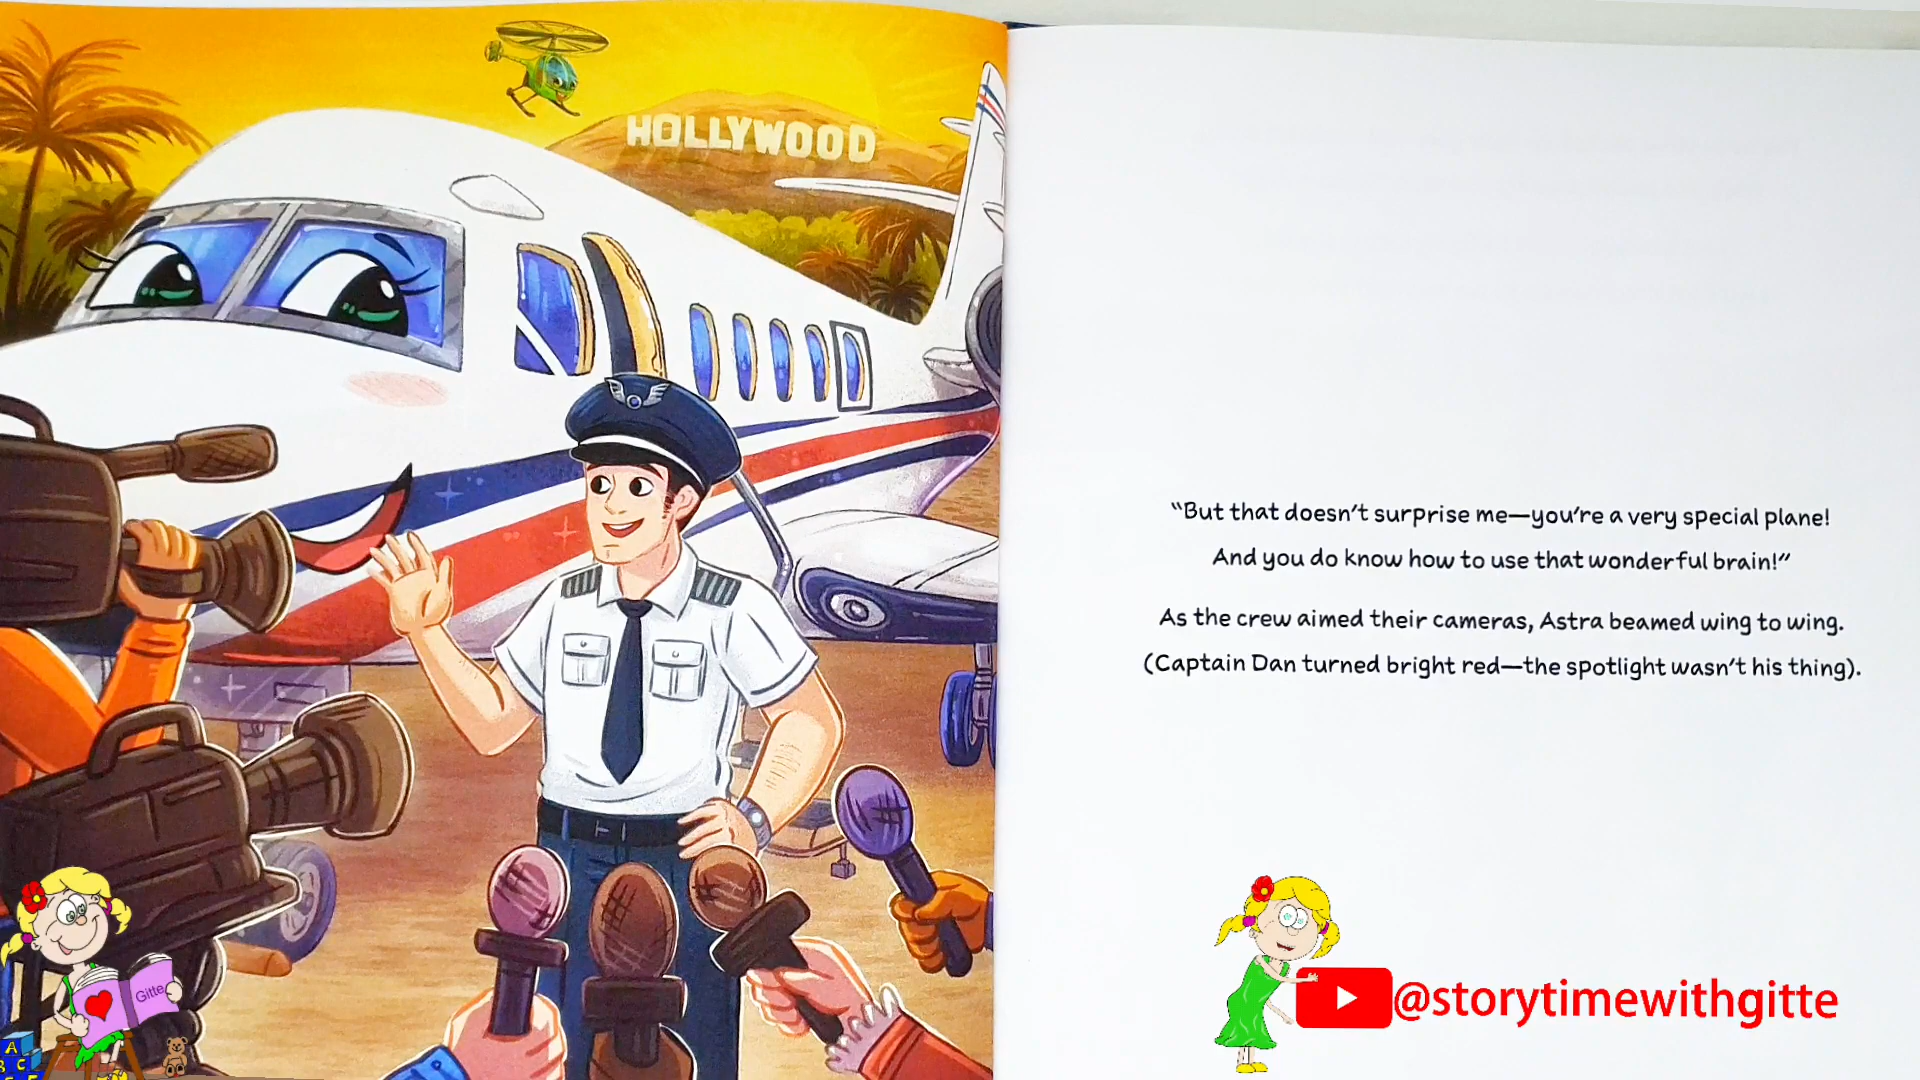 HOLLYWOOD
“But that doesn’t surprise me—you’re a very special plane!
And you do know how to use that wonderful brain!”
As the crew aimed their cameras, Astra beamed wing to wing.
(Captain Dan turned bright red—the spotlight wasn’t his thing).
Gitte
A
B C
@storytimewithgitte